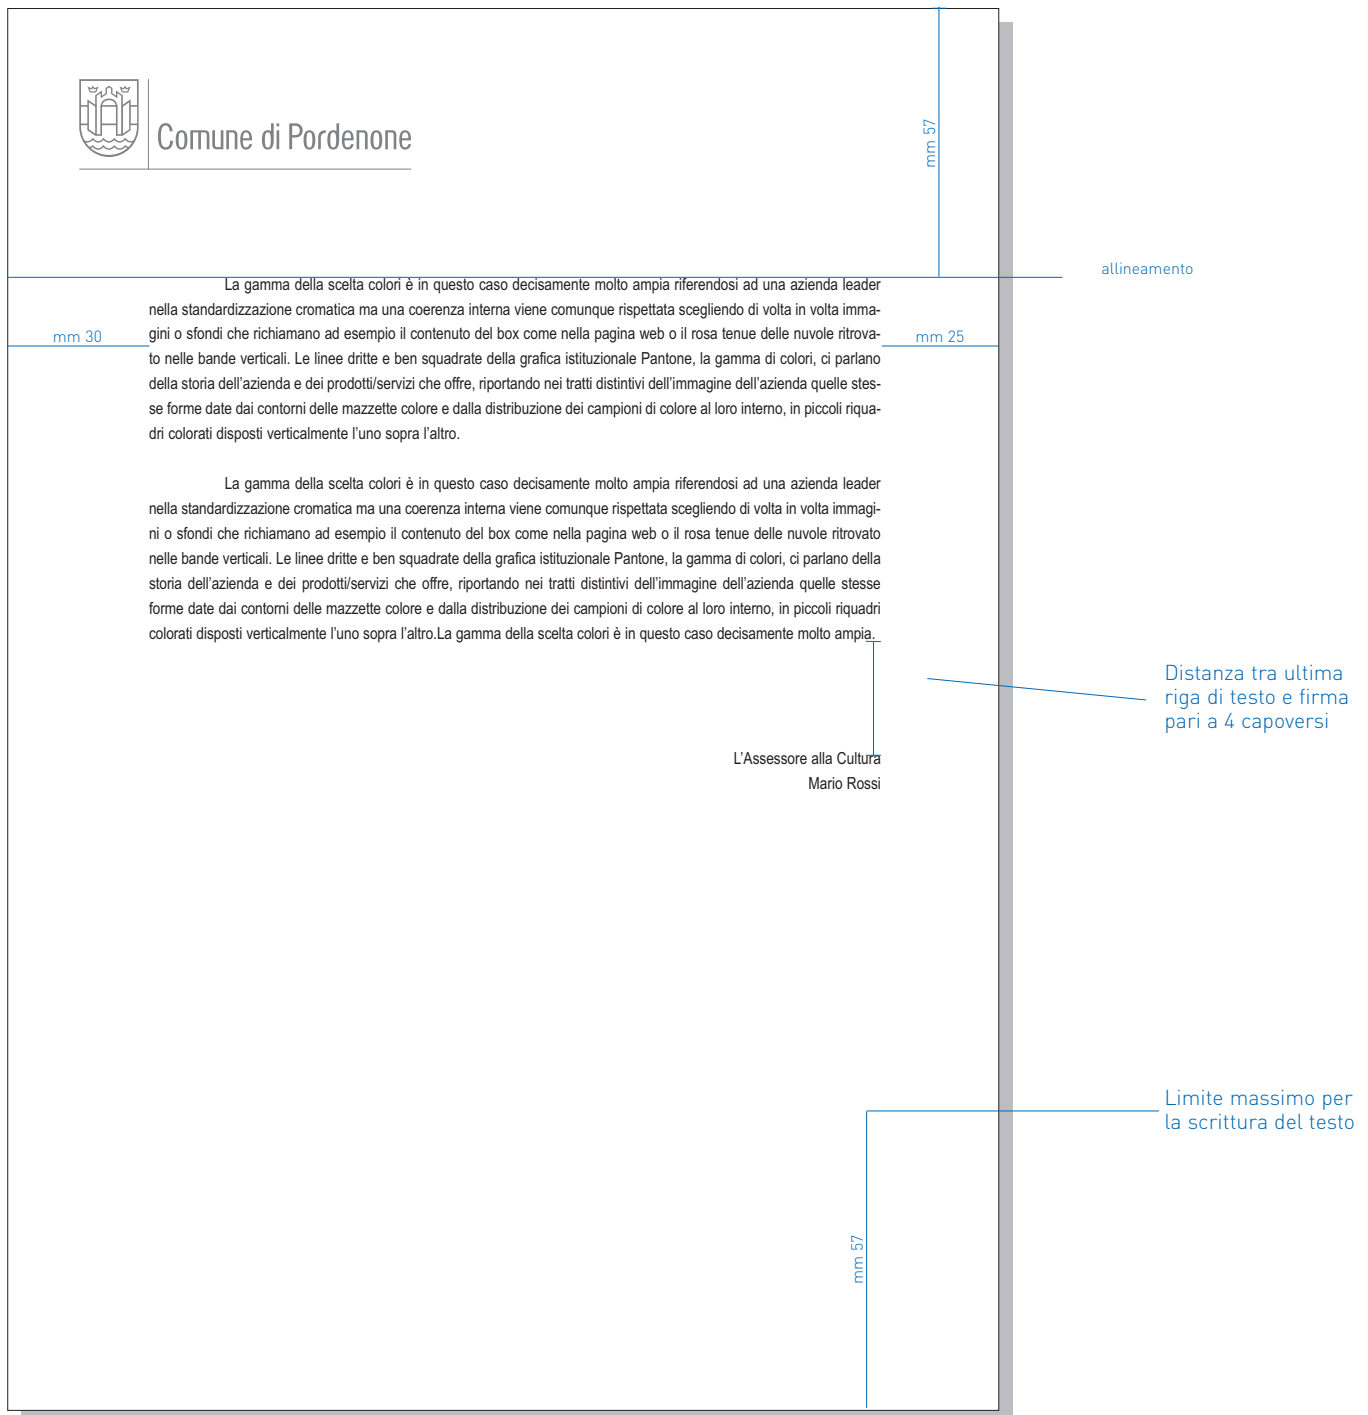 Comune di Pordenone
mm 57
allineamento
La gamma della scelta colori è in questo caso decisamente molto ampia riferendosi ad una azienda leader
nella standardizzazione cromatica ma una coerenza interna viene comunque rispettata scegliendo di volta in volta imma-
gini o sfondi che richiamano ad esempio il contenuto del box come nella pagina web o il rosa tenue delle nuvole ritrova-
to nelle bande verticali. Le linee dritte e ben squadrate della grafica istituzionale Pantone, la gamma di colori, ci parlano
della storia dell’azienda e dei prodotti/servizi che offre, riportando nei tratti distintivi dell’immagine dell’azienda quelle stes-
se forme date dai contorni delle mazzette colore e dalla distribuzione dei campioni di colore al loro interno, in piccoli riqua-
dri colorati disposti verticalmente l’uno sopra l’altro.
mm 30
mm 25
La gamma della scelta colori è in questo caso decisamente molto ampia riferendosi ad una azienda leader
nella standardizzazione cromatica ma una coerenza interna viene comunque rispettata scegliendo di volta in volta immagi-
ni o sfondi che richiamano ad esempio il contenuto del box come nella pagina web o il rosa tenue delle nuvole ritrovato
nelle bande verticali. Le linee dritte e ben squadrate della grafica istituzionale Pantone, la gamma di colori, ci parlano della
storia dell’azienda e dei prodotti/servizi che offre, riportando nei tratti distintivi dell’immagine dell’azienda quelle stesse
forme date dai contorni delle mazzette colore e dalla distribuzione dei campioni di colore al loro interno, in piccoli riquadri
colorati disposti verticalmente l’uno sopra l’altro.La gamma della scelta colori è in questo caso decisamente molto ampia.
Distanza tra ultima
riga di testo e firma
pari a 4 capoversi
L’Assessore alla Cultura
Mario Rossi
Limite massimo per
la scrittura del testo
mm 57